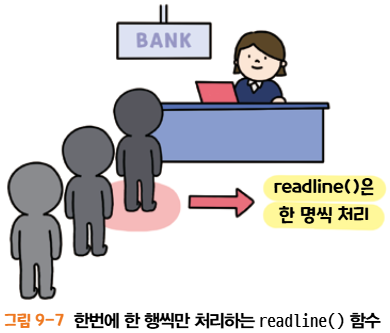 BANK
readline()은
한 명씩 처리
그림 9-7 한번에 한 행씩만 처리하는 readline() 함수